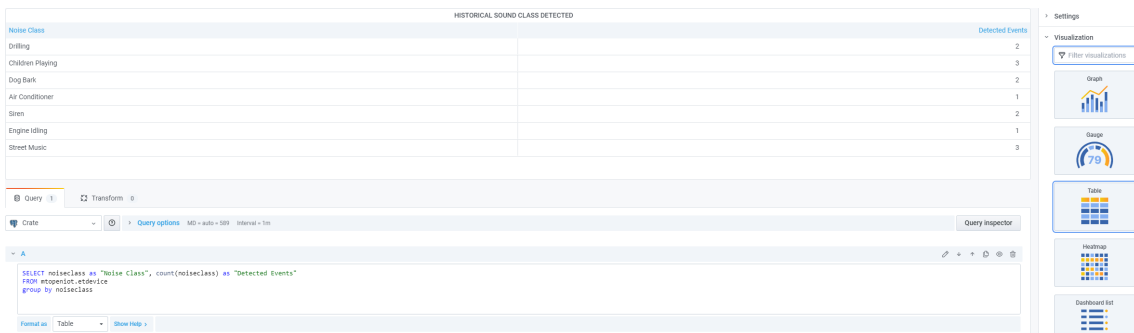 HISTORICAL SOUND CLASS DETECTED
Noise Class Detected Events
Drilling 2
Children Playing 3
Dog Bark 2
Air Conditioner 1
Siren 2
Engine Idling 1
Street Music 3
Query 1 Transform 0
Crate Query options MD = auto = 589 Interval = 1m Query inspector
A
SELECT noiseclass as "Noise Class", count(noiseclass) as "Detected Events"
FROM mtopeniot.etdevice
group by noiseclass
Format as Table Show Help
Settings
Visualization
Filter visualizations
Graph
Gauge
79
Table
Heatmap
Dashboard list